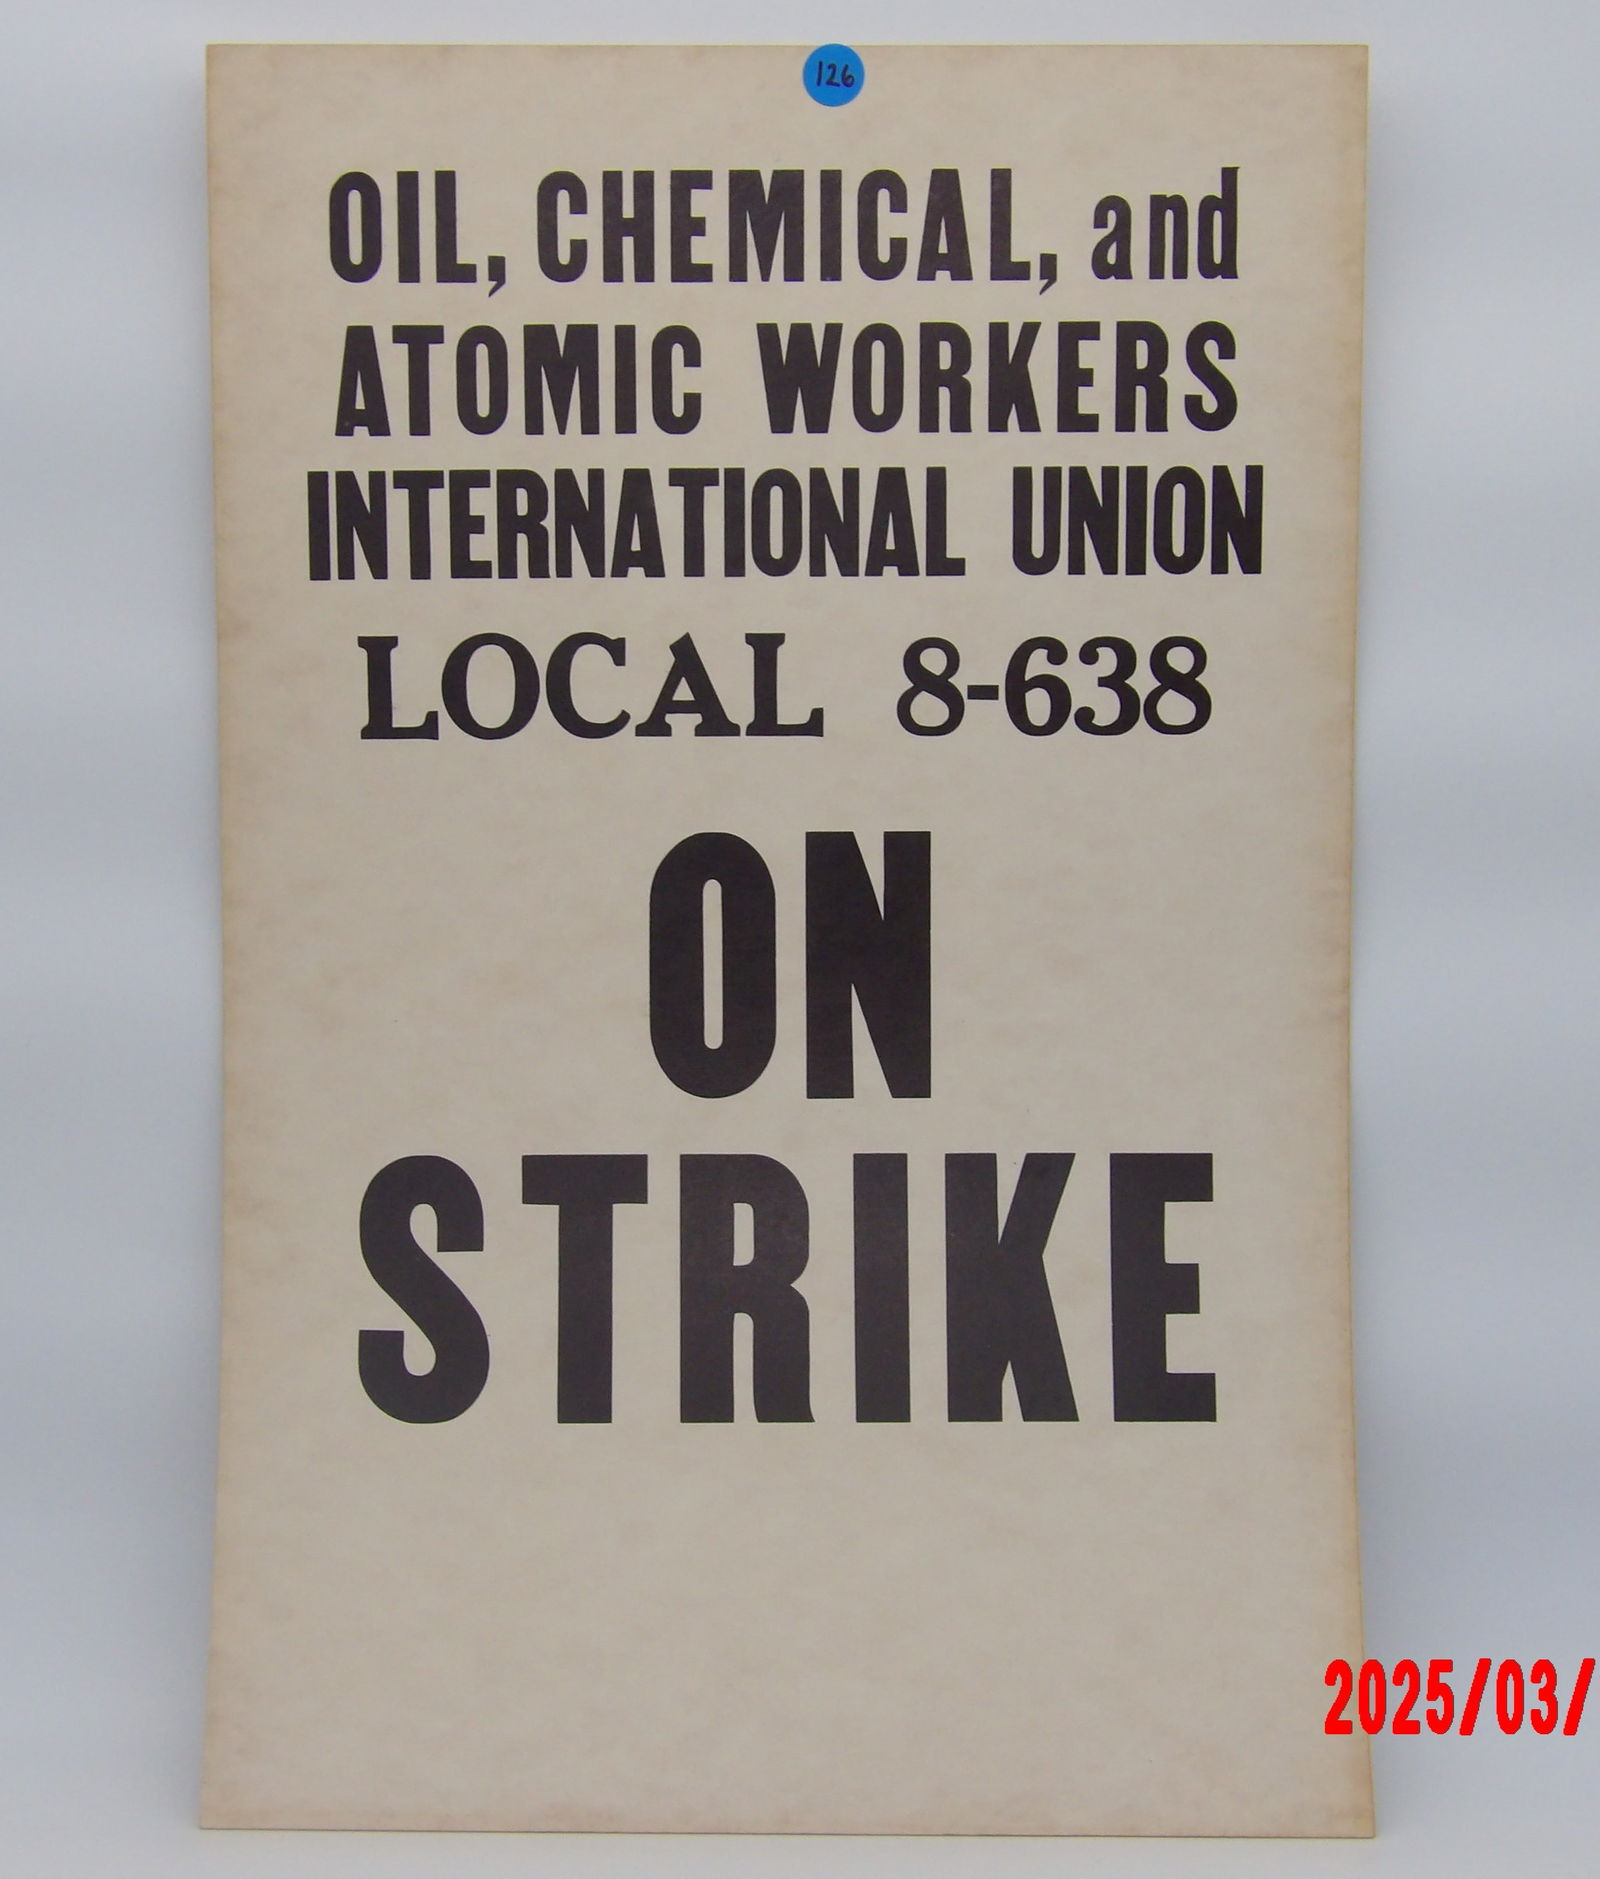 126
OIL, CHEMICAL, and
ATOMIC WORKERS
INTERNATIONAL UNION
LOCAL 8-638
ON
STRIKE
2025/03/